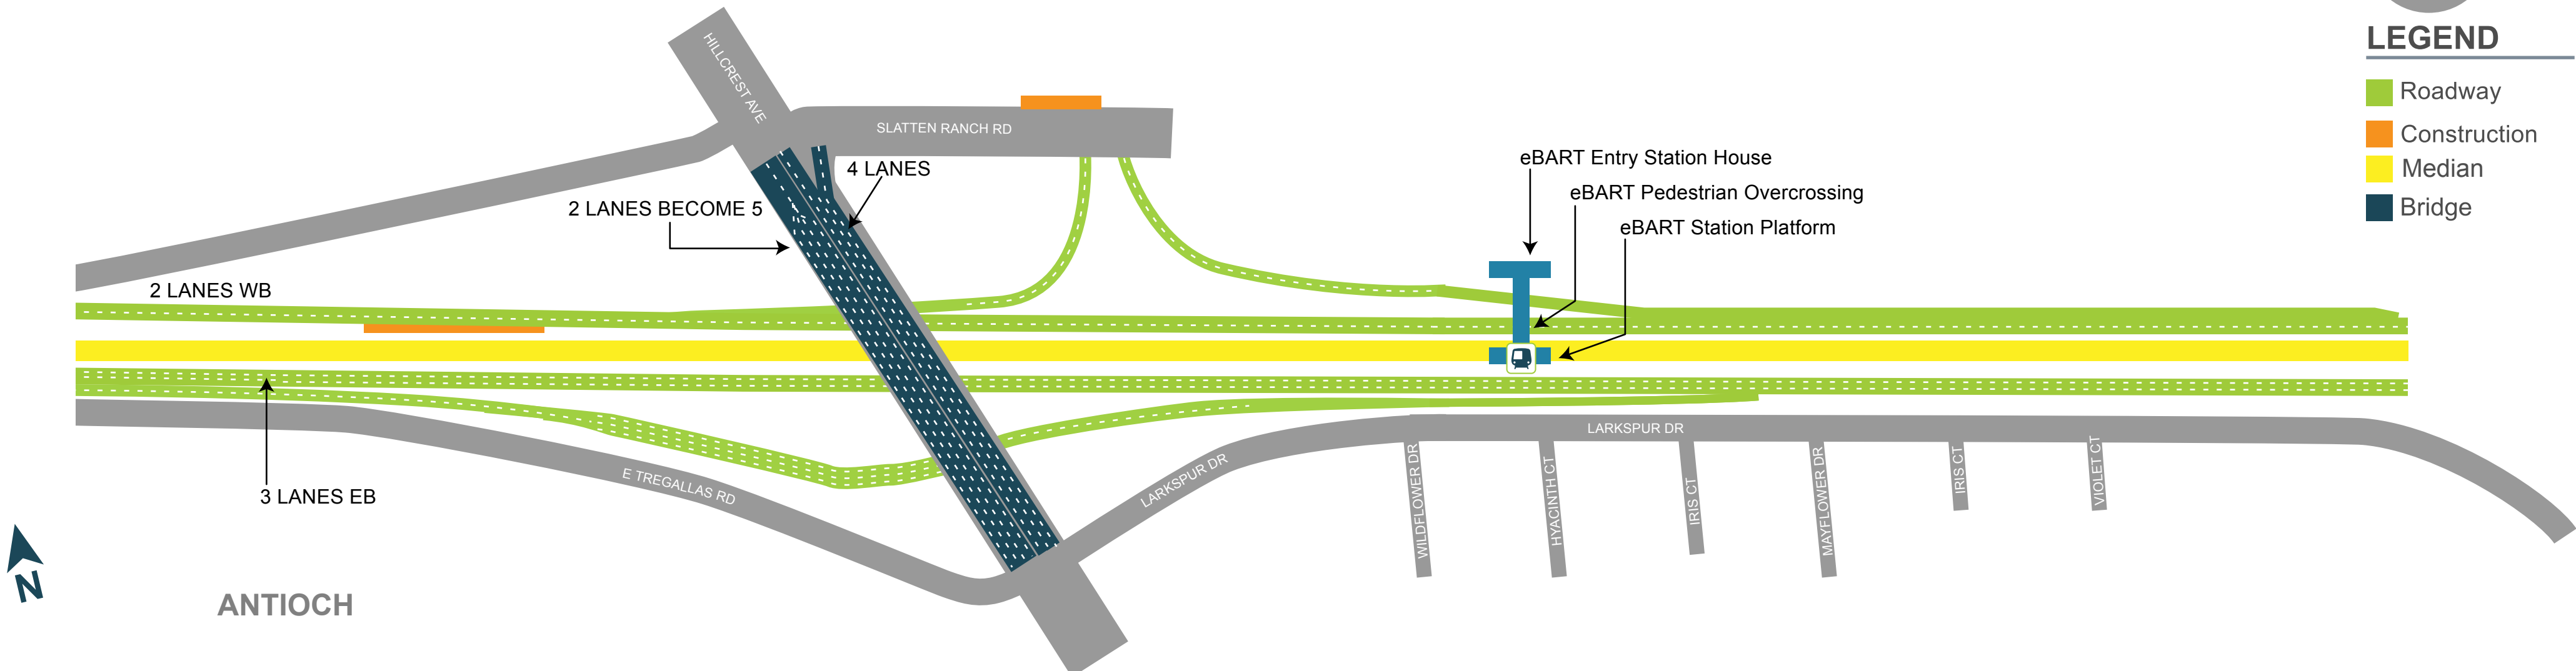 LEGEND
Roadway
Construction
Median
Bridge
HILLCREST AVE
SLATTEN RANCH RD
4 LANES
2 LANES BECOME 5
eBART Entry Station House
eBART Pedestrian Overcrossing
eBART Station Platform
2 LANES WB
3 LANES EB
E TREGALLAS RD
LARKSPUR DR
LARKSPUR DR
WILDFLOWER DR
HYACINTH CT
IRIS CT
MAYFLOWER DR
IRIS CT
VIOLET CT
N
ANTIOCH